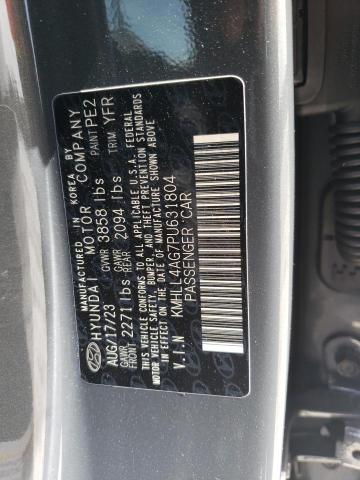 MANUFACTURED IN KOREA BY
HYUNDAI MOTOR COMPANY
AUG/17/23 GVWR 3858 lbs PAINT PE2
GAWR FRONT 2271 lbs GAWR REAR 2094 lbs TRIM YFR
THIS VEHICLE CONFORMS TO ALL APPLICABLE U.S.A. FEDERAL
MOTOR VEHICLE SAFETY, BUMPER, AND THEFT PREVENTION STANDARDS
IN EFFECT ON THE DATE OF MANUFACTURE SHOWN ABOVE
V.I.N KMHLL4AG7PU631804
PASSENGER CAR